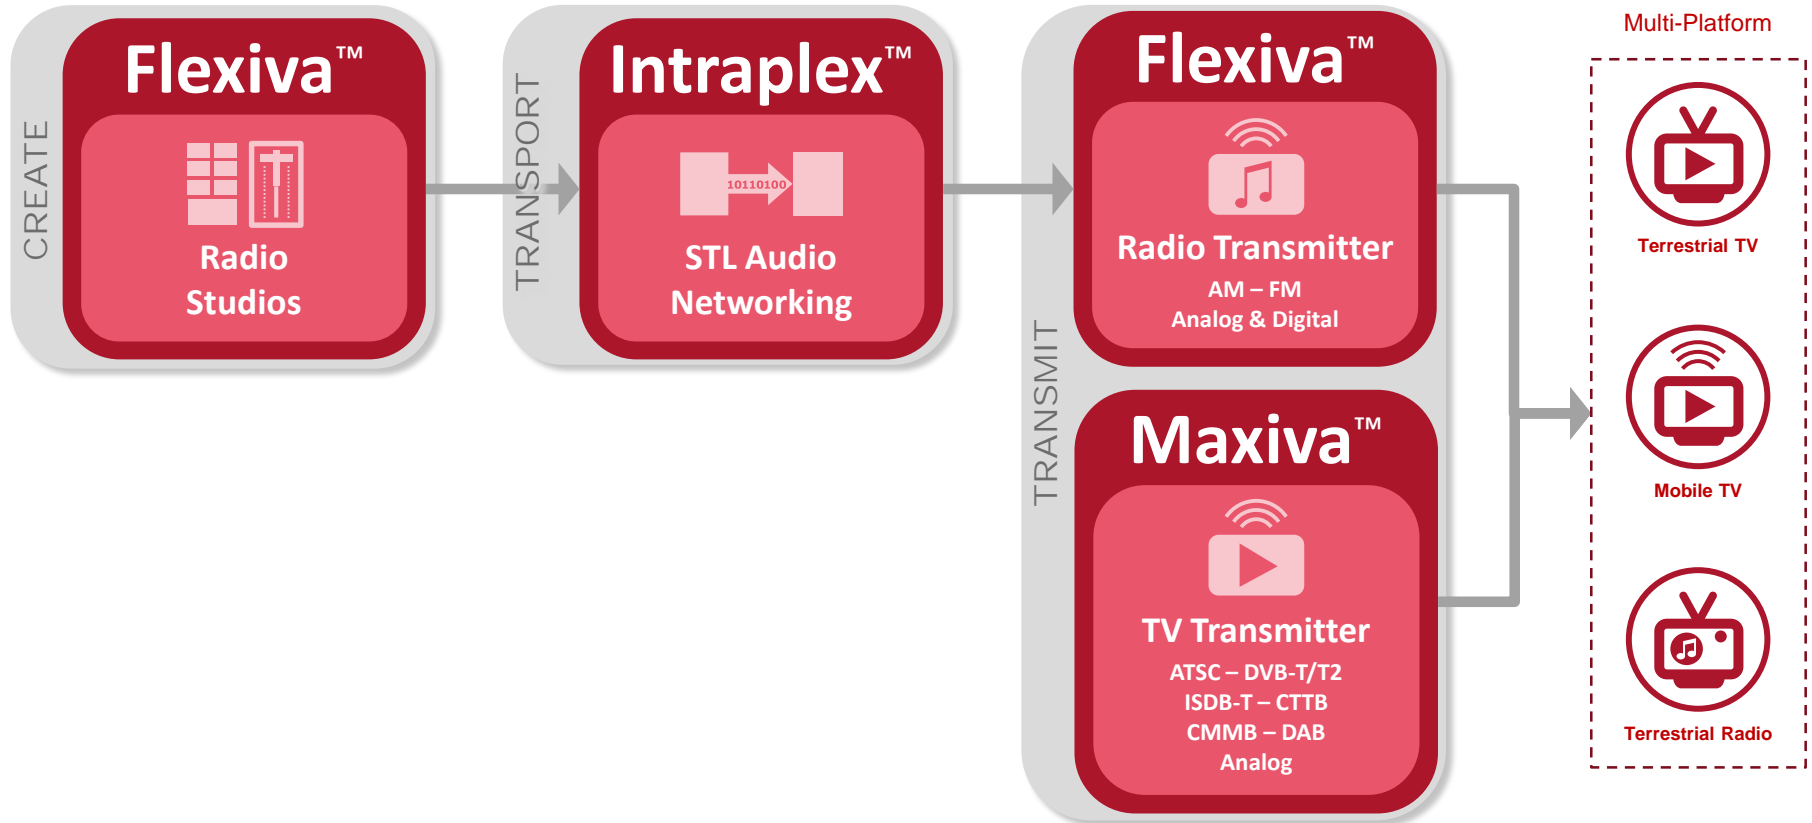 CREATE
Flexiva™
Radio
Studios
TRANSPORT
Intraplex™
10110100
STL Audio
Networking
TRANSMIT
Flexiva™
Radio Transmitter
AM – FM
Analog & Digital
Maxiva™
TV Transmitter
ATSC – DVB-T/T2
ISDB-T – CTTB
CMMB – DAB
Analog
Multi-Platform
Terrestrial TV
Mobile TV
Terrestrial Radio